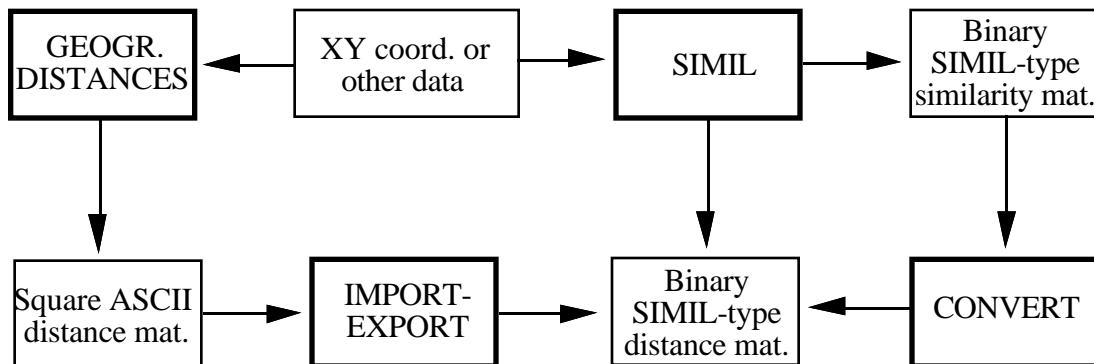 GEOGR.
DISTANCES
XY coord. or
other data
SIMIL
Binary
SIMIL-type
similarity mat.
Square ASCII
distance mat.
IMPORT-
EXPORT
Binary
SIMIL-type
distance mat.
CONVERT